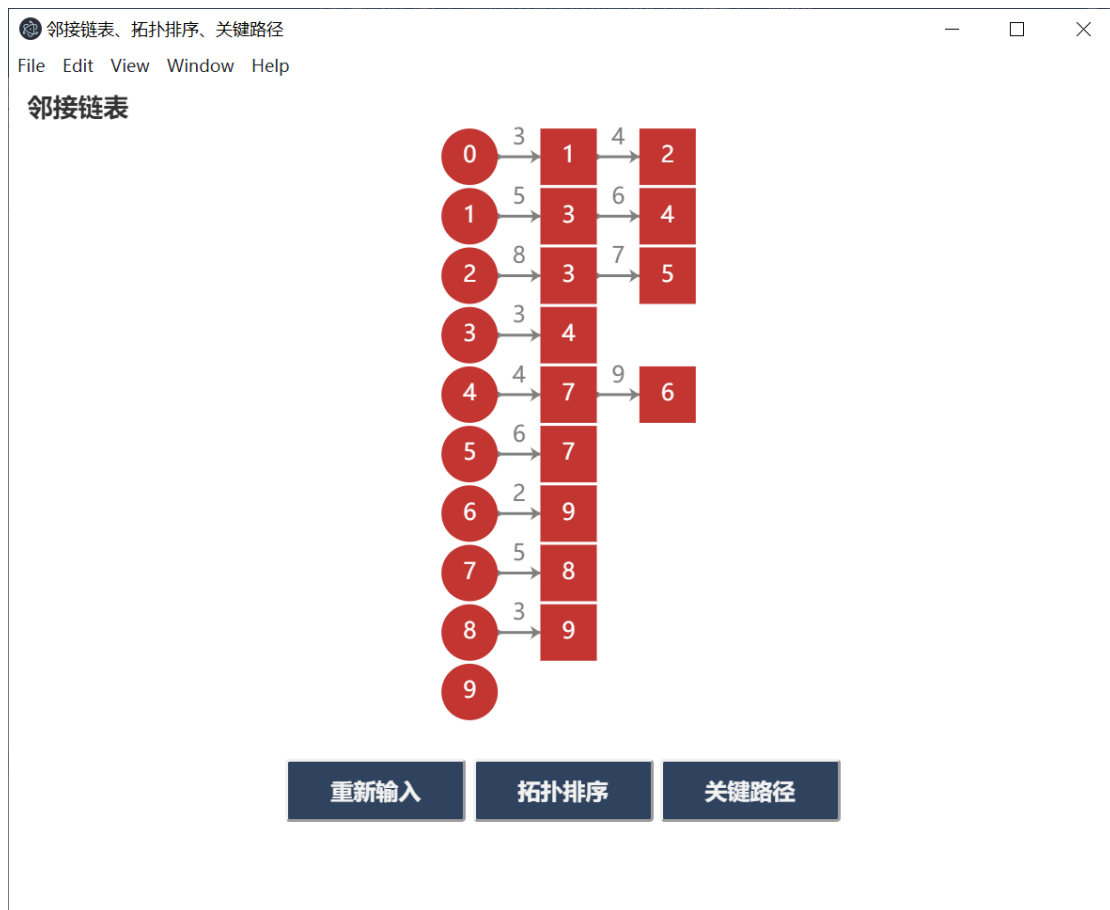 邻接链表、拓扑排序、关键路径
File Edit View Window Help
邻接链表
0 3 1 4 2
1 5 3 6 4
2 8 3 7 5
3 3 4
4 4 7 9 6
5 6 7
6 2 9
7 5 8
8 3 9
9
重新输入 拓扑排序 关键路径